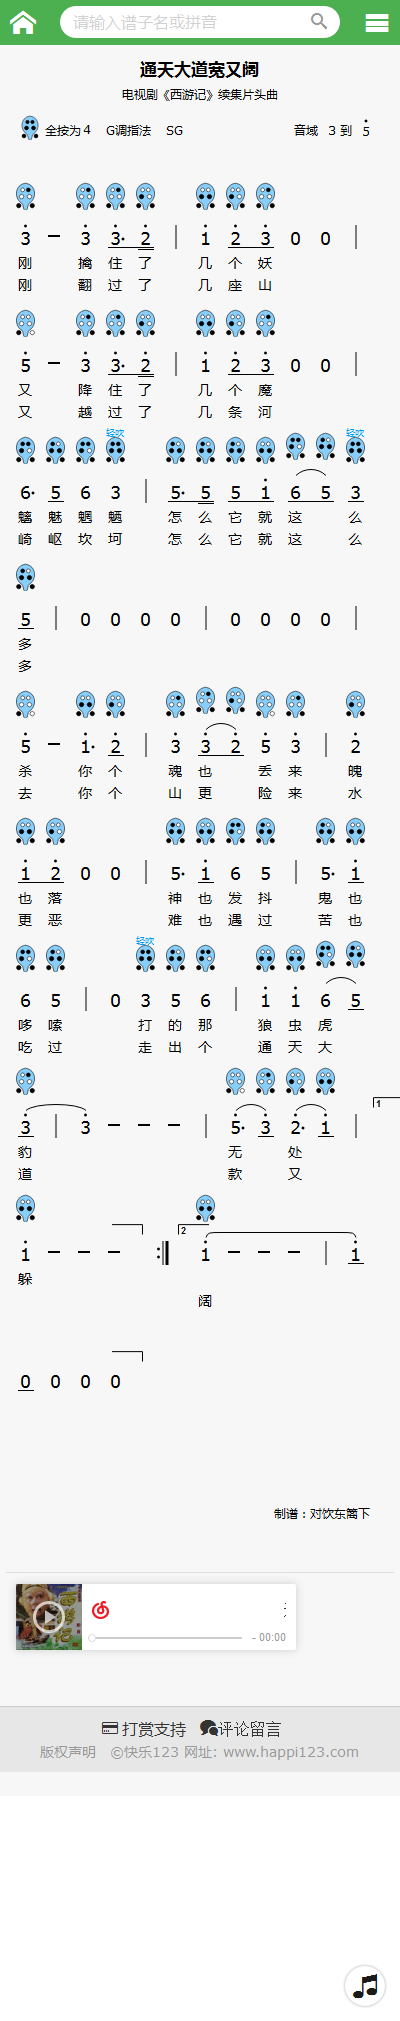 请输入谱子名或拼音
通天大道宽又阔
电视剧《西游记》续集片头曲
全按为4 G调指法 SG 音域 3 到 5
3 – 3 3· 2 | 1 2 3 0 0 |
刚 擒 住 了 几 个 妖
刚 翻 过 了 几 座 山
5 – 3 3· 2 | 1 2 3 0 0 |
又 降 住 了 几 个 魔
又 越 过 了 几 条 河
轻吹 轻吹
6· 5 6 3 | 5· 5 5 1 6 5 3
魑 魅 魍 魉 怎 么 它 就 这 么
崎 岖 坎 坷 怎 么 它 就 这 么
5 | 0 0 0 0 | 0 0 0 0 |
多
多
5 – 1· 2 | 3 3 2 5 3 | 2
杀 你 个 魂 也 丢 来 魄
去 你 个 山 更 险 来 水
1 2 0 0 | 5· 1 6 5 | 5· 1
也 落 神 也 发 抖 鬼 也
更 恶 难 也 遇 过 苦 也
轻吹
6 5 | 0 3 5 6 | 1 1 6 5
哆 嗦 打 的 那 狼 虫 虎
吃 过 走 出 个 通 天 大
1
3 | 3 – – – | 5· 3 2· 1 |
豹 无 处
道 款 又
2
1 – – – :| 1 – – – | 1
躲
阔
0 0 0 0
制谱：对饮东篱下
- 00:00
打赏支持 评论留言
版权声明 ©快乐123 网址: www.happi123.com